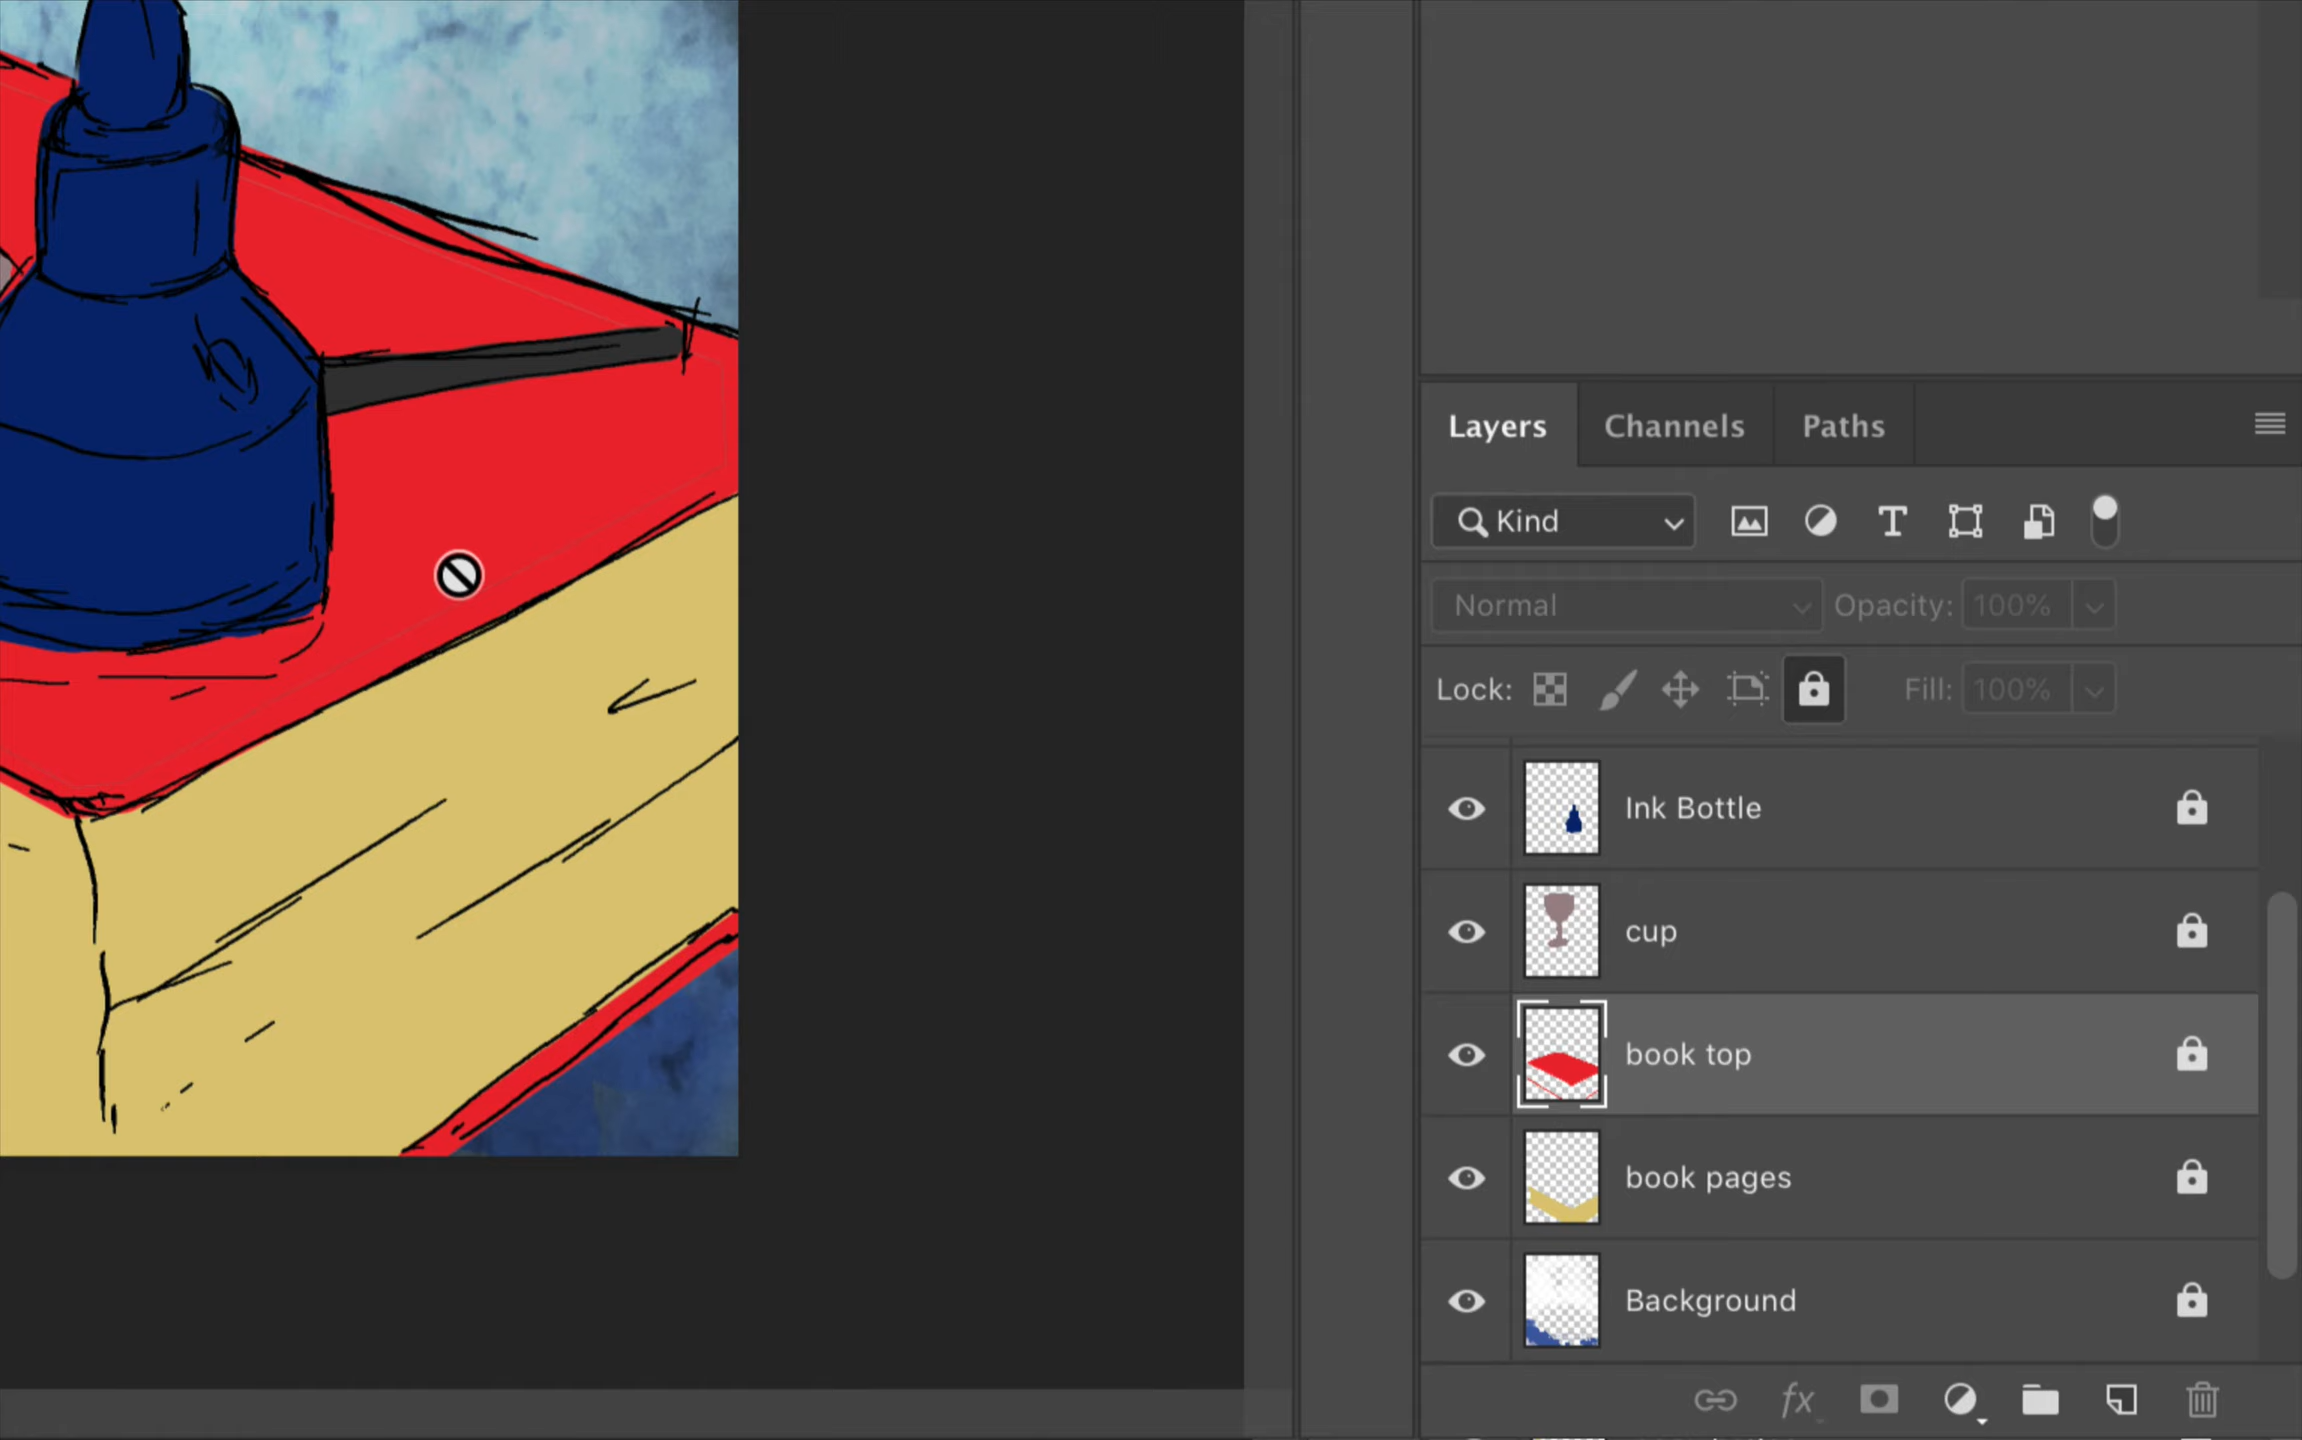 Layers Channels Paths
Kind
Normal Opacity: 100%
Lock: Fill: 100%
Ink Bottle
cup
book top
book pages
Background
fx